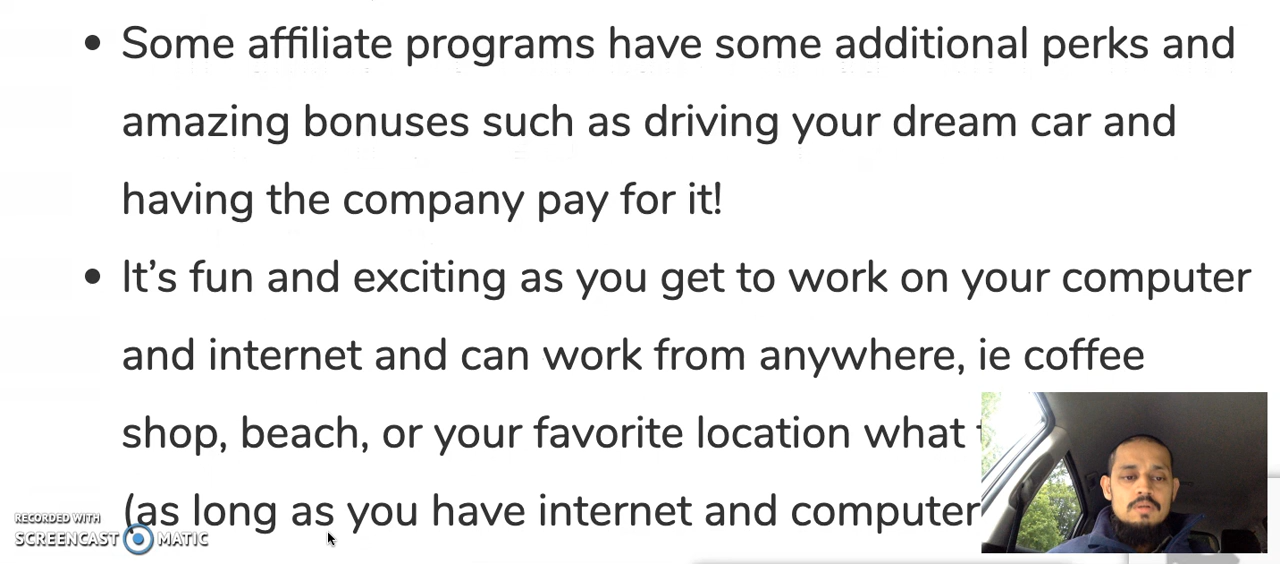 Some affiliate programs have some additional perks and
amazing bonuses such as driving your dream car and
having the company pay for it!
It’s fun and exciting as you get to work on your computer
and internet and can work from anywhere, ie coffee
shop, beach, or your favorite location what
(as long as you have internet and computer
RECORDED WITH
SCREENCAST MATIC